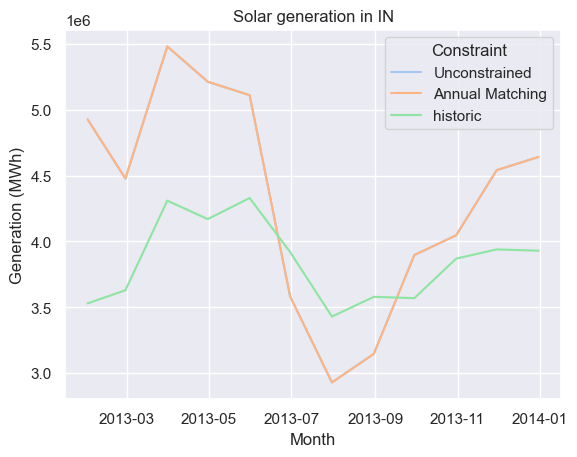 Solar generation in IN
1e6
Constraint
Unconstrained
Annual Matching
historic
5.5
5.0
4.5
4.0
3.5
3.0
Generation (MWh)
2013-03 2013-05 2013-07 2013-09 2013-11 2014-01
Month